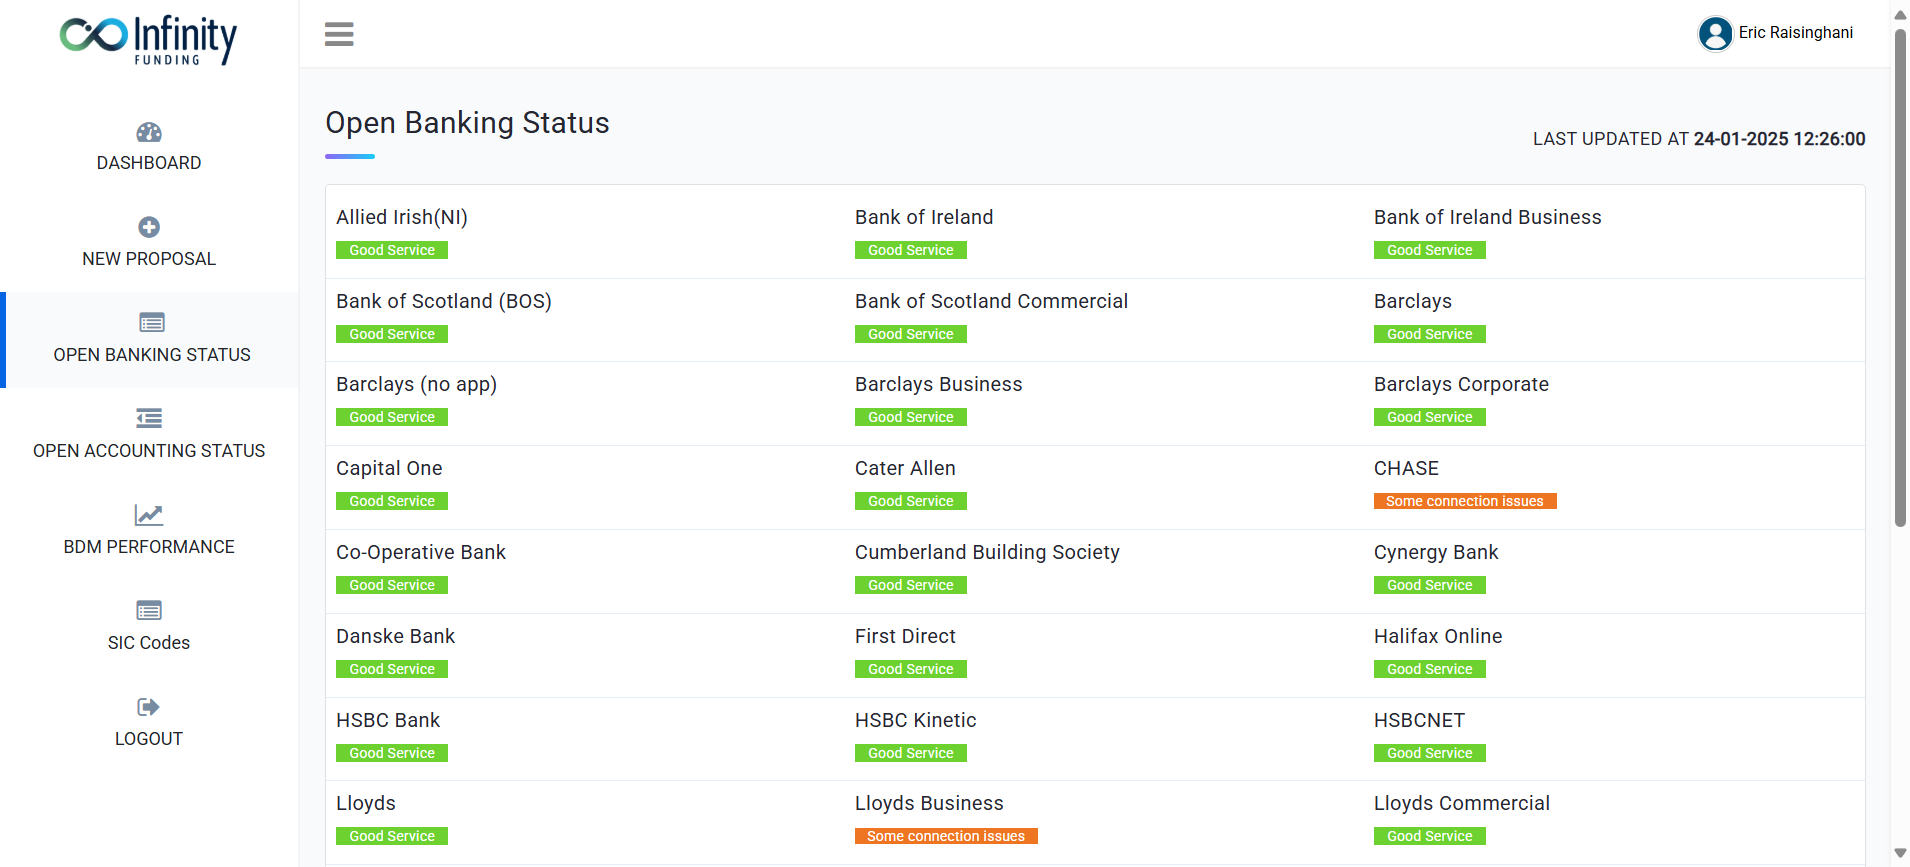 Infinity
FUNDING
DASHBOARD
NEW PROPOSAL
OPEN BANKING STATUS
OPEN ACCOUNTING STATUS
BDM PERFORMANCE
SIC Codes
LOGOUT
Eric Raisinghani
Open Banking Status
LAST UPDATED AT 24-01-2025 12:26:00
Allied Irish(NI)
Good Service
Bank of Ireland
Good Service
Bank of Ireland Business
Good Service
Bank of Scotland (BOS)
Good Service
Bank of Scotland Commercial
Good Service
Barclays
Good Service
Barclays (no app)
Good Service
Barclays Business
Good Service
Barclays Corporate
Good Service
Capital One
Good Service
Cater Allen
Good Service
CHASE
Some connection issues
Co-Operative Bank
Good Service
Cumberland Building Society
Good Service
Cynergy Bank
Good Service
Danske Bank
Good Service
First Direct
Good Service
Halifax Online
Good Service
HSBC Bank
Good Service
HSBC Kinetic
Good Service
HSBCNET
Good Service
Lloyds
Good Service
Lloyds Business
Some connection issues
Lloyds Commercial
Good Service